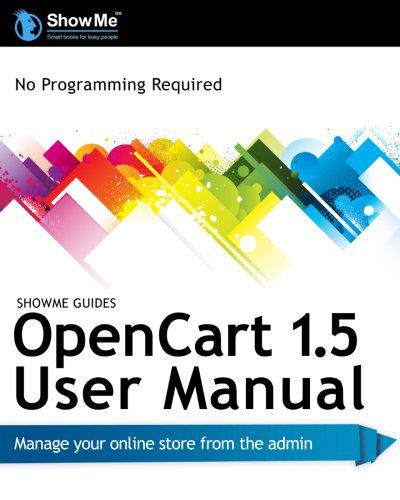 ShowMe™
Smart books for busy people
No Programming Required
SHOWME GUIDES
OpenCart 1.5
User Manual
Manage your online store from the admin